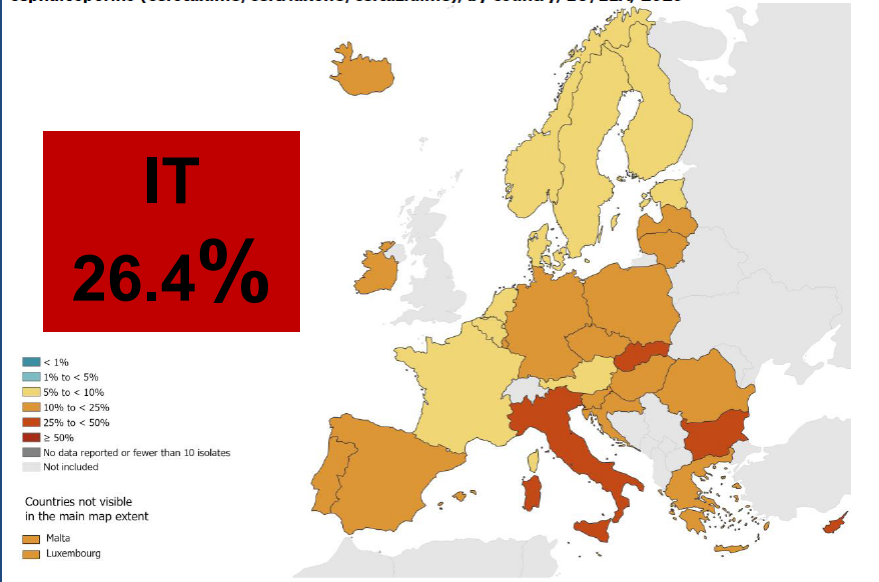 IT
26.4%
< 1%
1% to < 5%
5% to < 10%
10% to < 25%
25% to < 50%
≥ 50%
No data reported or fewer than 10 isolates
Not included
Countries not visible
in the main map extent
Malta
Luxembourg